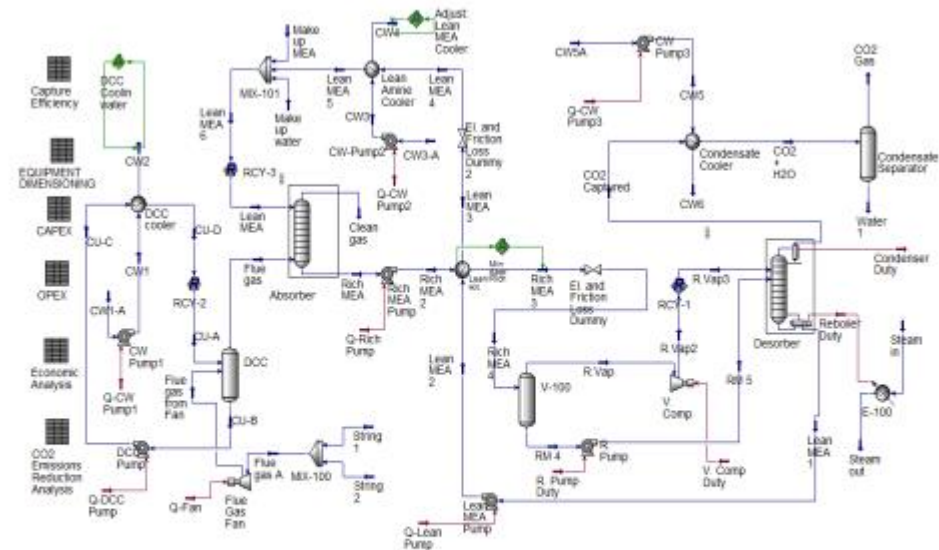 Capture
Efficiency
EQUIPMENT
DIMENSIONING
CAPEX
OPEX
Economic
Analysis
CO2
Emissions
Reduction
Analysis
DCC
Coolin
water
CW2
DCC
cooler
CU-C
CU-D
CW1
CW1-A
CW
Pump1
Q-CW
Pump1
RCY-2
CU-A
DCC
Flue
gas
from
Fan
CU-B
DCC
Pump
Q-DCC
Pump
Q-Fan
Flue
Gas
Fan
Flue
gas A
MIX-100
String
1
String
2
Make
up
MEA
MIX-101
Make
up
water
Lean
MEA
6
RCY-3
Lean
MEA
Lean
MEA
5
Lean
Amine
Cooler
CW4
Adjust
Lean
MEA
Cooler
Lean
MEA
4
CW3
CW-Pump2
CW3-A
Q-CW
Pump2
El. and
Friction
Loss
Dummy
2
Lean
MEA
3
Clean
gas
Flue
gas
Absorber
Rich
MEA
Rich
MEA
Pump
Rich
MEA
2
Q-Rich
Pump
Lean
MEA
2
Rich
MEA
3
El. and
Friction
Loss
Dummy
Rich
MEA
4
V-100
R.Vap
RM 4
R.
Pump
R. Pump
Duty
V.
Comp
V. Comp
Duty
R.Vap2
RCY-1
R.Vap3
RM 5
Lean
MEA
Pump
Q-Lean
Pump
Lean
MEA
1
CW5A
CW
Pump3
Q-CW
Pump3
CW5
Condensate
Cooler
CW6
CO2
Captured
CO2
+
H2O
CO2
Gas
Condensate
Separator
Water
1
Condenser
Duty
Desorber
Reboiler
Duty
Steam
in
E-100
Steam
out